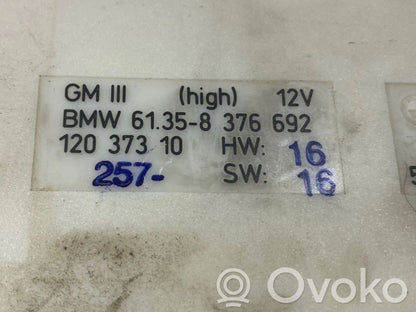 GM III (high) 12V
BMW 61.35-8 376 692
120 373 10 HW: 16
257- SW: 16
Ovoko